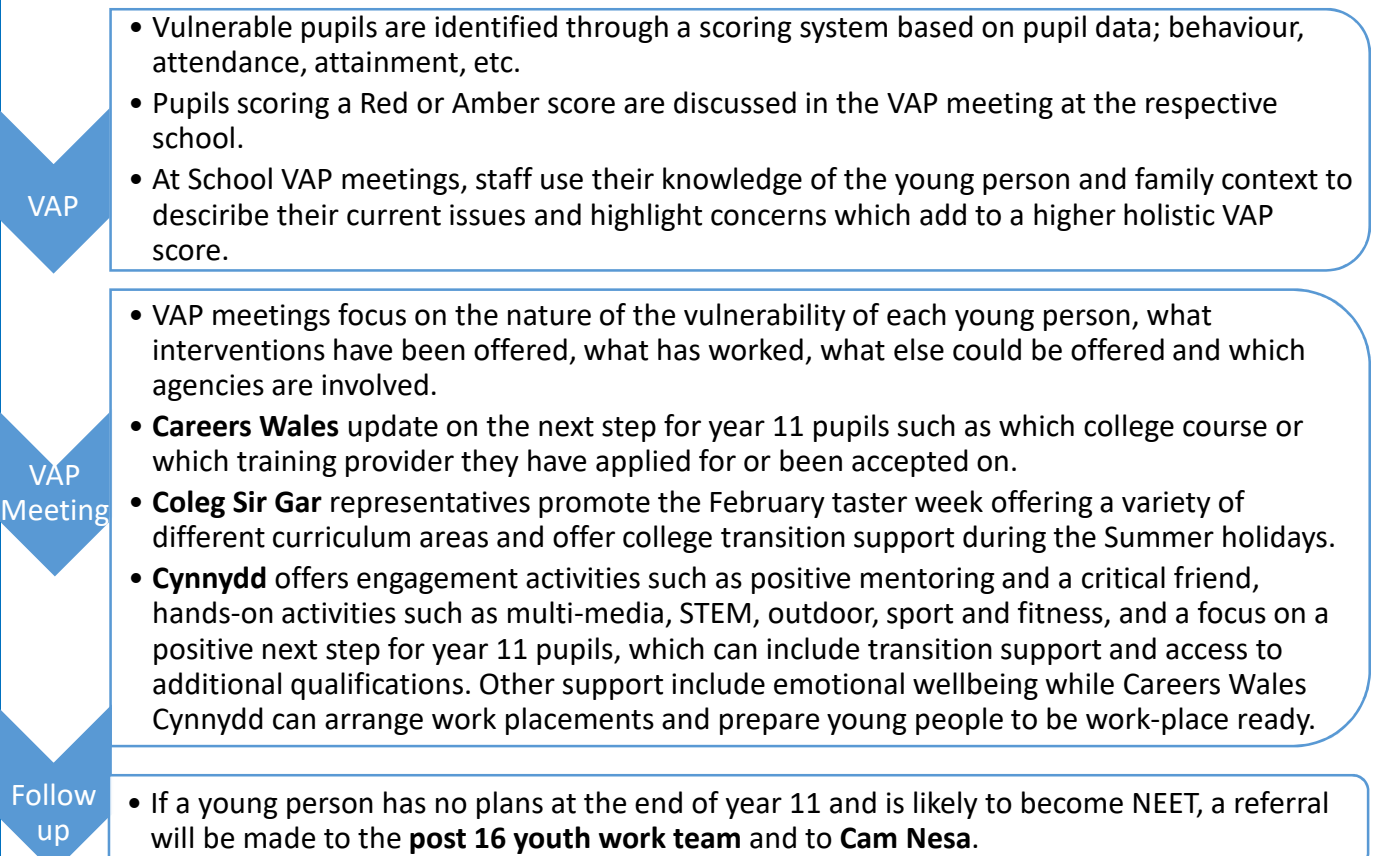 VAP
• Vulnerable pupils are identified through a scoring system based on pupil data; behaviour,
attendance, attainment, etc.
• Pupils scoring a Red or Amber score are discussed in the VAP meeting at the respective
school.
• At School VAP meetings, staff use their knowledge of the young person and family context to
desciribe their current issues and highlight concerns which add to a higher holistic VAP
score.
VAP
Meeting
• VAP meetings focus on the nature of the vulnerability of each young person, what
interventions have been offered, what has worked, what else could be offered and which
agencies are involved.
• Careers Wales update on the next step for year 11 pupils such as which college course or
which training provider they have applied for or been accepted on.
• Coleg Sir Gar representatives promote the February taster week offering a variety of
different curriculum areas and offer college transition support during the Summer holidays.
• Cynnydd offers engagement activities such as positive mentoring and a critical friend,
hands-on activities such as multi-media, STEM, outdoor, sport and fitness, and a focus on a
positive next step for year 11 pupils, which can include transition support and access to
additional qualifications. Other support include emotional wellbeing while Careers Wales
Cynnydd can arrange work placements and prepare young people to be work-place ready.
Follow
up
• If a young person has no plans at the end of year 11 and is likely to become NEET, a referral
will be made to the post 16 youth work team and to Cam Nesa.